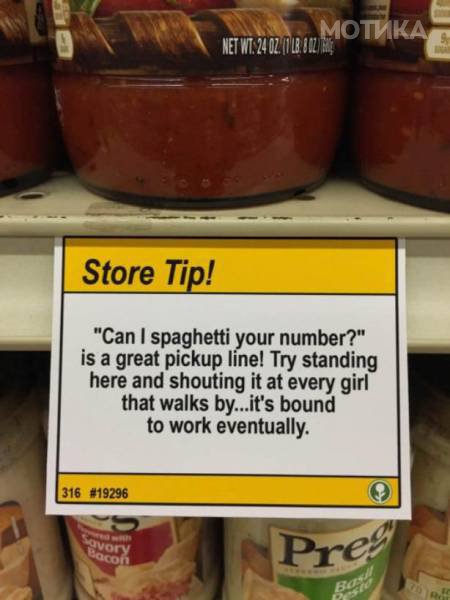 МОТИКА
NET WT. 24 OZ. (1 LB. 8 OZ.) 680g
Store Tip!
"Can I spaghetti your number?"
is a great pickup line! Try standing
here and shouting it at every girl
that walks by...it's bound
to work eventually.
316 #19296
Savory
Bacon
Preg
Basil
Pesto